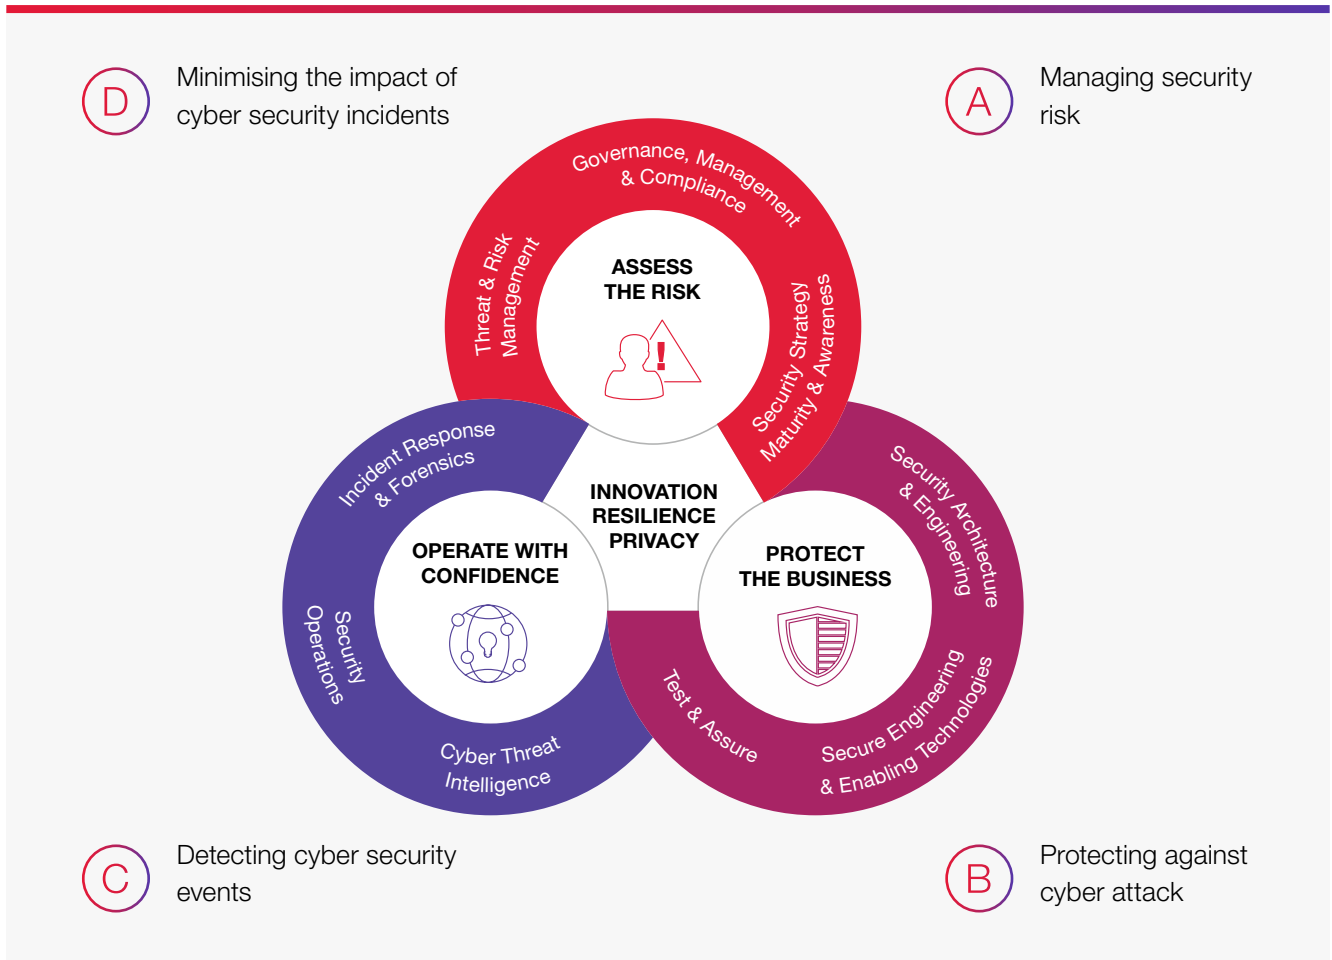 D
Minimising the impact of
cyber security incidents
A
Managing security
risk
Governance, Management
& Compliance
Threat & Risk
Management
Security Strategy
Maturity & Awareness
ASSESS
THE RISK
!
Incident Response
& Forensics
Security
Operations
Cyber Threat
Intelligence
OPERATE WITH
CONFIDENCE
INNOVATION
RESILIENCE
PRIVACY
PROTECT
THE BUSINESS
Security Architecture
& Engineering
Secure Engineering
& Enabling Technologies
Test & Assure
C
Detecting cyber security
events
B
Protecting against
cyber attack